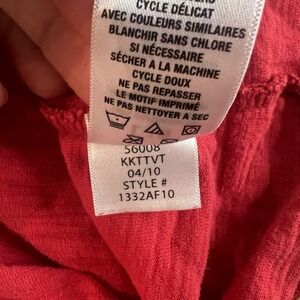 CYCLE DÉLICAT
AVEC COULEURS SIMILAIRES
BLANCHIR SANS CHLORE
SI NÉCESSAIRE
SÉCHER A LA MACHINE
CYCLE DOUX
NE PAS REPASSER
LE MOTIF IMPRIMÉ
NE PAS NETTOYER A SEC
56008
KKTTVT
04/10
STYLE #
1332AF10